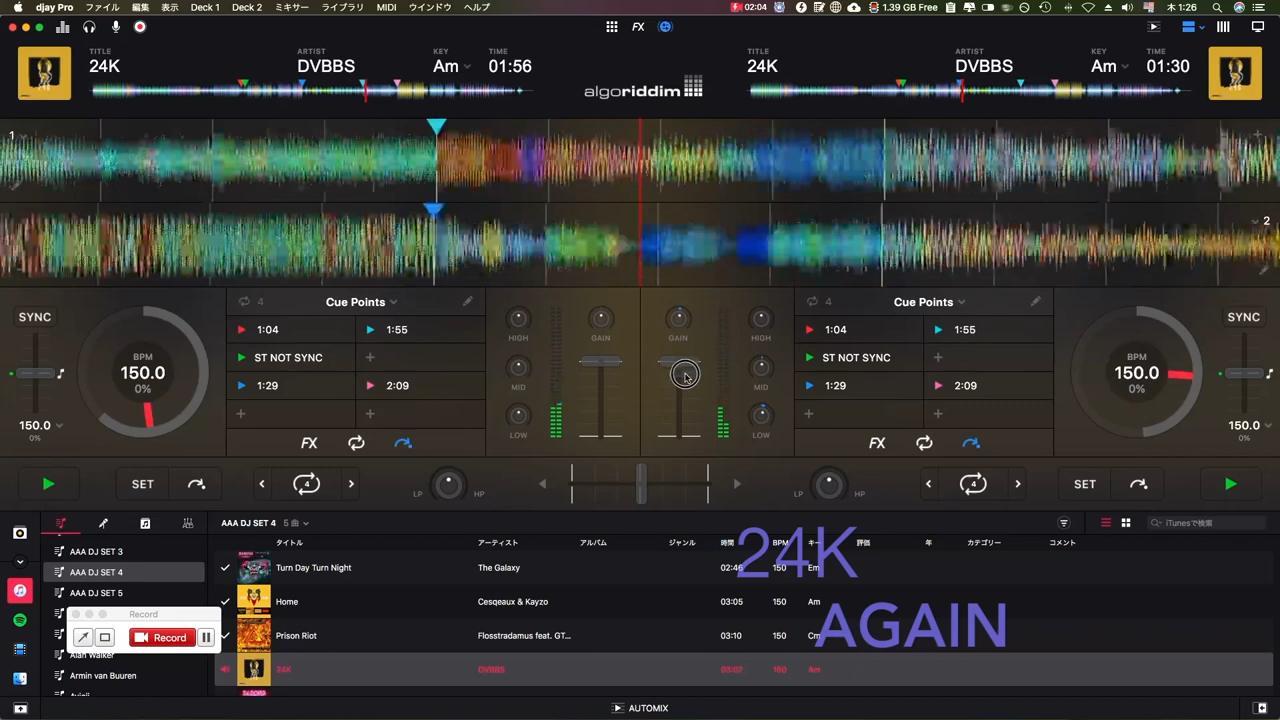 djay Pro ファイル 編集 表示 Deck 1 Deck 2 ミキサー ライブラリ MIDI ウインドウ ヘルプ 02:04 1.39 GB Free 木 1:26
FX
TITLE
24K
ARTIST
DVBBS
KEY
Am
TIME
01:56
algoriddim
TITLE
24K
ARTIST
DVBBS
KEY
Am
TIME
01:30
1
2
SYNC
BPM
150.0
0%
150.0
0%
4 Cue Points
1:04 1:55
ST NOT SYNC
1:29 2:09
FX
HIGH
MID
LOW
GAIN
GAIN
HIGH
MID
LOW
4 Cue Points
1:04 1:55
ST NOT SYNC
1:29 2:09
FX
BPM
150.0
0%
SYNC
150.0
0%
SET 4 LP HP LP HP 4 SET
AAA DJ SET 3
AAA DJ SET 4
AAA DJ SET 5
Record
Record
Alan Walker
Armin van Buuren
Avicii
AAA DJ SET 4 5 曲
iTunesで検索
タイトル アーティスト アルバム ジャンル 時間 BPM キー 評価 年 カテゴリー コメント
Turn Day Turn Night The Galaxy 02:46 150 Em
Home Cesqeaux & Kayzo 03:05 150 Am
Prison Riot Flosstradamus feat. GT... 03:10 150 Cm
24K DVBBS 03:07 150 Am
24K
AGAIN
AUTOMIX